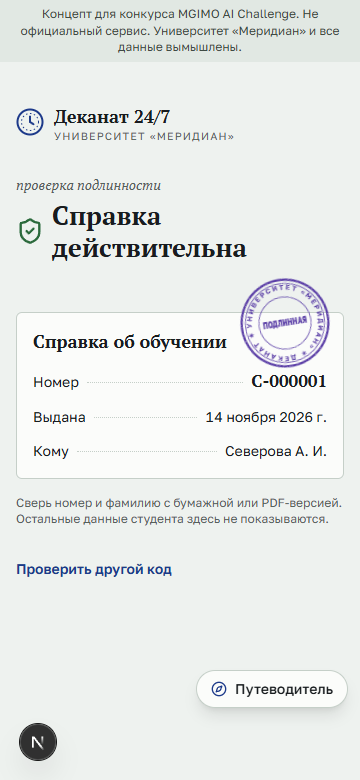 Концепт для конкурса MGIMO AI Challenge. Не
официальный сервис. Университет «Меридиан» и все
данные вымышлены.
Деканат 24/7
УНИВЕРСИТЕТ «МЕРИДИАН»
проверка подлинности
Справка
действительна
УНИВЕРСИТЕТ «МЕРИДИАН» ★ ДЕКАНАТ ★
ПОДЛИННАЯ
Справка об обучении
Номер С-000001
Выдана 14 ноября 2026 г.
Кому Северова А. И.
Сверь номер и фамилию с бумажной или PDF-версией.
Остальные данные студента здесь не показываются.
Проверить другой код
Путеводитель
N